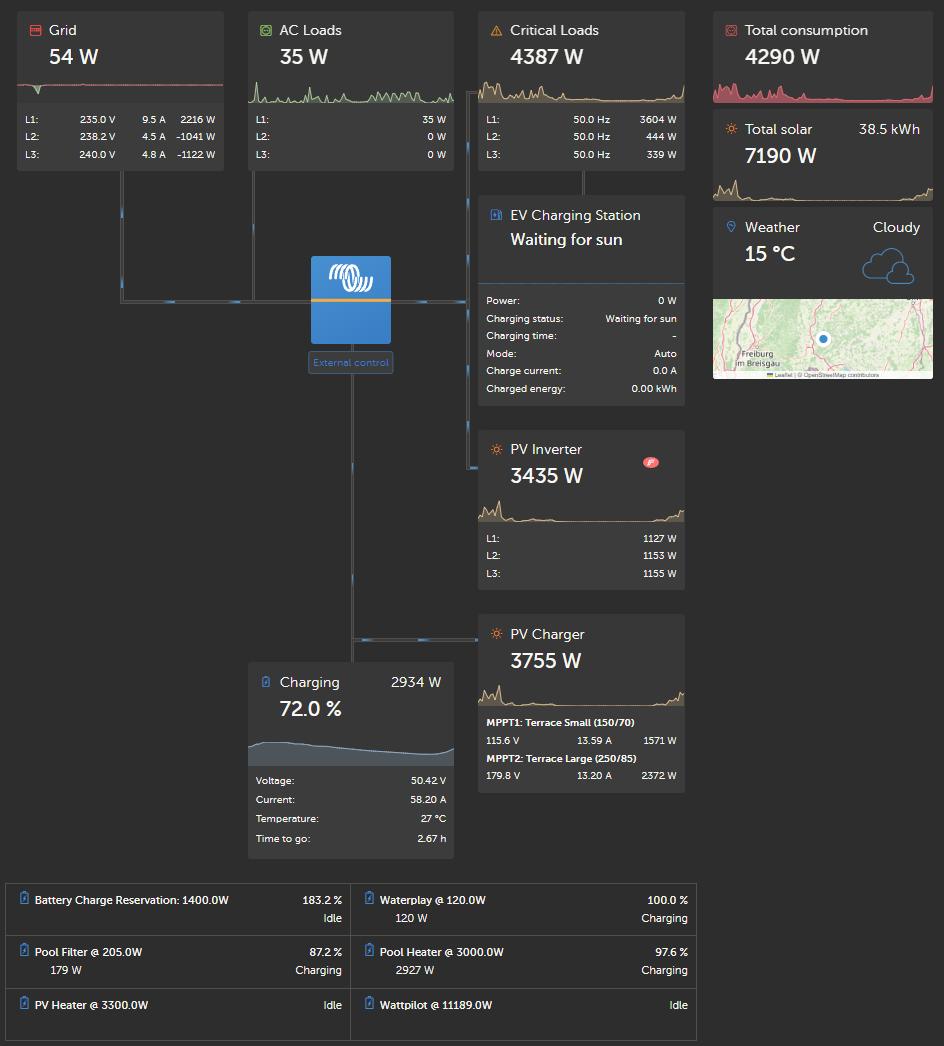 Grid
54 W
L1: 235.0 V 9.5 A 2216 W
L2: 238.2 V 4.5 A -1041 W
L3: 240.0 V 4.8 A -1122 W
AC Loads
35 W
L1: 35 W
L2: 0 W
L3: 0 W
Critical Loads
4387 W
L1: 50.0 Hz 3604 W
L2: 50.0 Hz 444 W
L3: 50.0 Hz 339 W
Total consumption
4290 W
Total solar 38.5 kWh
7190 W
Weather Cloudy
15 °C
Freiburg
im Breisgau
Leaflet | © OpenStreetMap contributors
EV Charging Station
Waiting for sun
Power: 0 W
Charging status: Waiting for sun
Charging time: -
Mode: Auto
Charge current: 0.0 A
Charged energy: 0.00 kWh
External control
PV Inverter
3435 W
L1: 1127 W
L2: 1153 W
L3: 1155 W
PV Charger
3755 W
MPPT1: Terrace Small (150/70)
115.6 V 13.59 A 1571 W
MPPT2: Terrace Large (250/85)
179.8 V 13.20 A 2372 W
Charging 2934 W
72.0 %
Voltage: 50.42 V
Current: 58.20 A
Temperature: 27 °C
Time to go: 2.67 h
Battery Charge Reservation: 1400.0W 183.2 %
Idle
Waterplay @ 120.0W 100.0 %
120 W Charging
Pool Filter @ 205.0W 87.2 %
179 W Charging
Pool Heater @ 3000.0W 97.6 %
2927 W Charging
PV Heater @ 3300.0W Idle
Wattpilot @ 11189.0W Idle